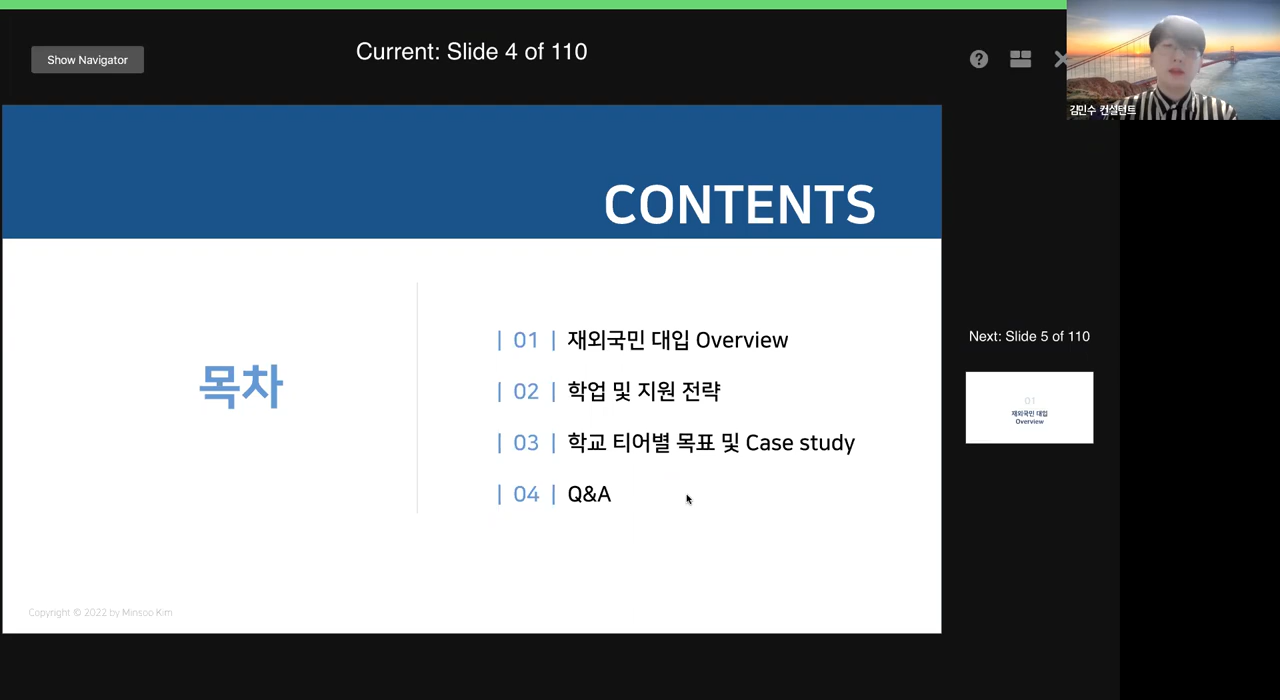 Show Navigator
Current: Slide 4 of 110
김민수 컨설턴트
CONTENTS
목차
| 01 | 재외국민 대입 Overview
| 02 | 학업 및 지원 전략
| 03 | 학교 티어별 목표 및 Case study
| 04 | Q&A
Next: Slide 5 of 110
01
재외국민 대입
Overview
Copyright © 2022 by Minsoo Kim